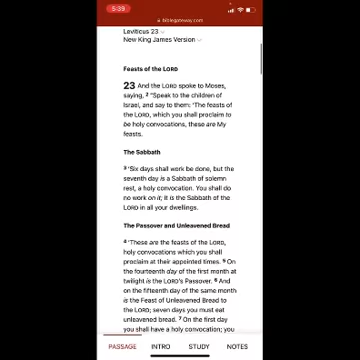 5:39
biblegateway.com
Leviticus 23
New King James Version
Feasts of the LORD
23 And the LORD spoke to Moses,
saying, 2 "Speak to the children of
Israel, and say to them: 'The feasts of
the LORD, which you shall proclaim to
be holy convocations, these are My
feasts.
The Sabbath
3 'Six days shall work be done, but the
seventh day is a Sabbath of solemn
rest, a holy convocation. You shall do
no work on it; it is the Sabbath of the
LORD in all your dwellings.
The Passover and Unleavened Bread
4 'These are the feasts of the LORD,
holy convocations which you shall
proclaim at their appointed times. 5 On
the fourteenth day of the first month at
twilight is the LORD's Passover. 6 And
on the fifteenth day of the same month
is the Feast of Unleavened Bread to
the LORD; seven days you must eat
unleavened bread. 7 On the first day
you shall have a holy convocation; you
PASSAGE INTRO STUDY NOTES